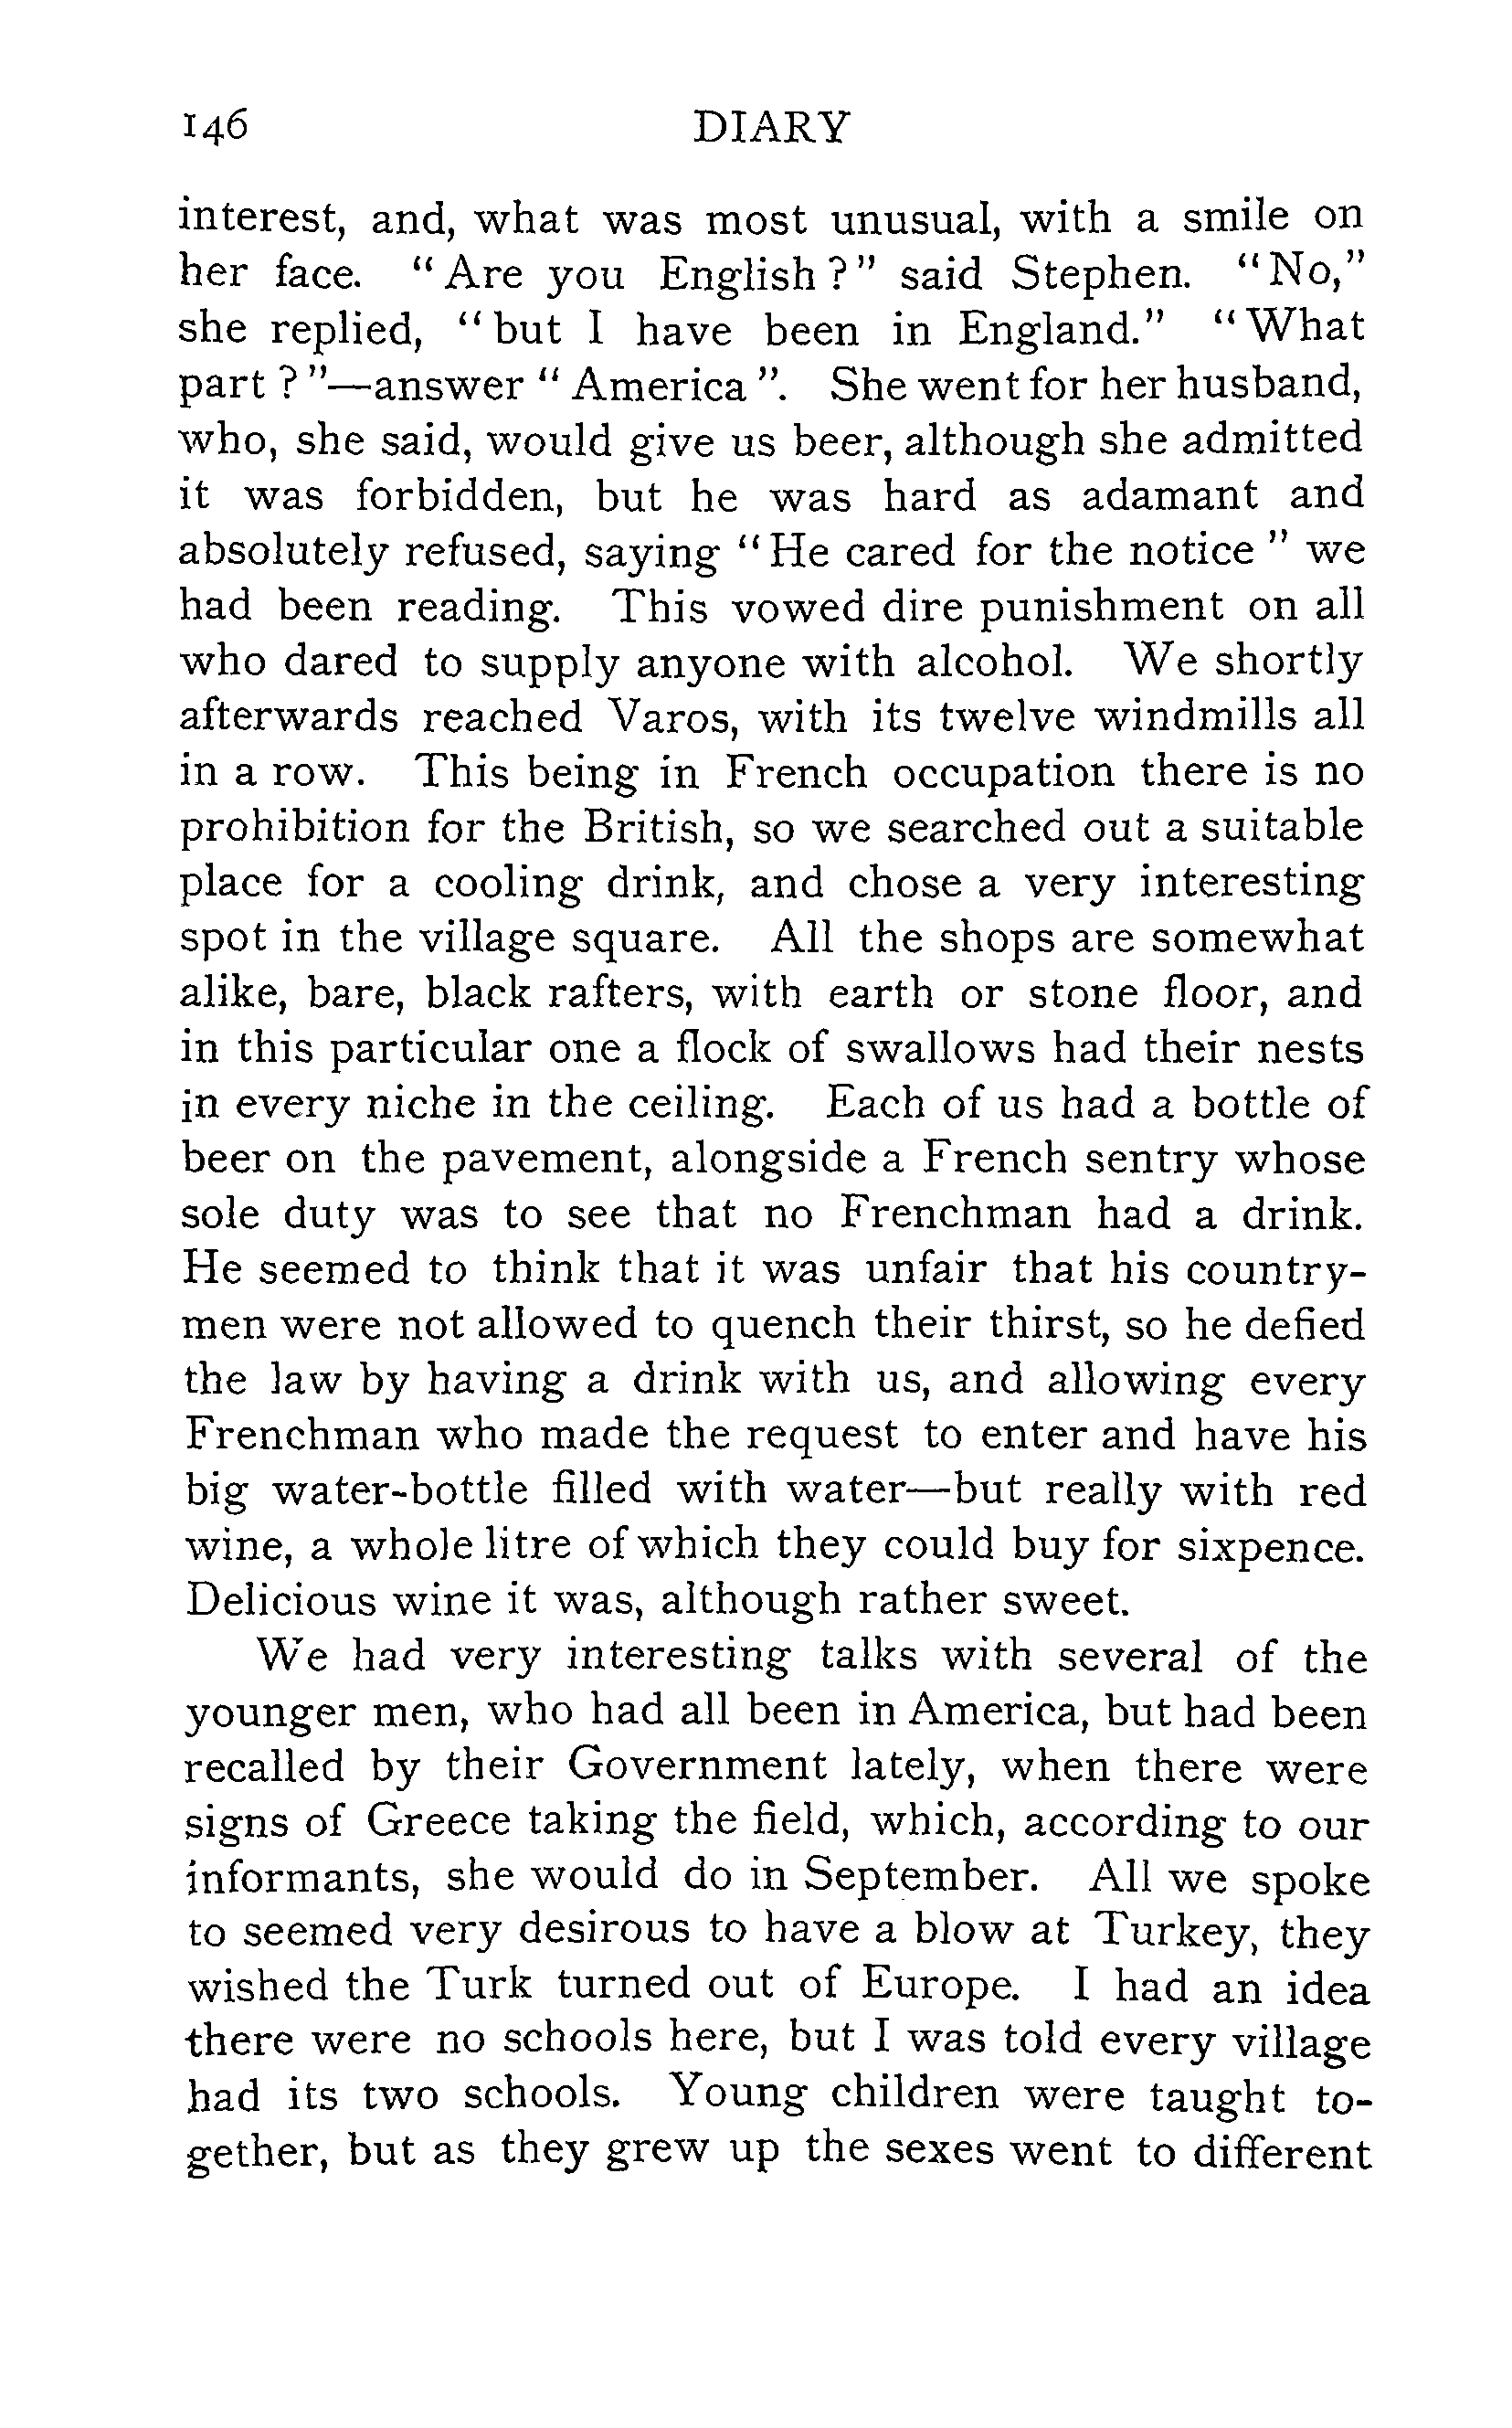 146 DIARY
interest, and, what was most unusual, with a smile on
her face. "Are you English?" said Stephen. "No,"
she replied, "but I have been in England." "What
part?"—answer "America". She went for her husband,
who, she said, would give us beer, although she admitted
it was forbidden, but he was hard as adamant and
absolutely refused, saying "He cared for the notice" we
had been reading. This vowed dire punishment on all
who dared to supply anyone with alcohol. We shortly
afterwards reached Varos, with its twelve windmills all
in a row. This being in French occupation there is no
prohibition for the British, so we searched out a suitable
place for a cooling drink, and chose a very interesting
spot in the village square. All the shops are somewhat
alike, bare, black rafters, with earth or stone floor, and
in this particular one a flock of swallows had their nests
in every niche in the ceiling. Each of us had a bottle of
beer on the pavement, alongside a French sentry whose
sole duty was to see that no Frenchman had a drink.
He seemed to think that it was unfair that his country-
men were not allowed to quench their thirst, so he defied
the law by having a drink with us, and allowing every
Frenchman who made the request to enter and have his
big water-bottle filled with water—but really with red
wine, a whole litre of which they could buy for sixpence.
Delicious wine it was, although rather sweet.
We had very interesting talks with several of the
younger men, who had all been in America, but had been
recalled by their Government lately, when there were
signs of Greece taking the field, which, according to our
informants, she would do in September. All we spoke
to seemed very desirous to have a blow at Turkey, they
wished the Turk turned out of Europe. I had an idea
there were no schools here, but I was told every village
had its two schools. Young children were taught to-
gether, but as they grew up the sexes went to different